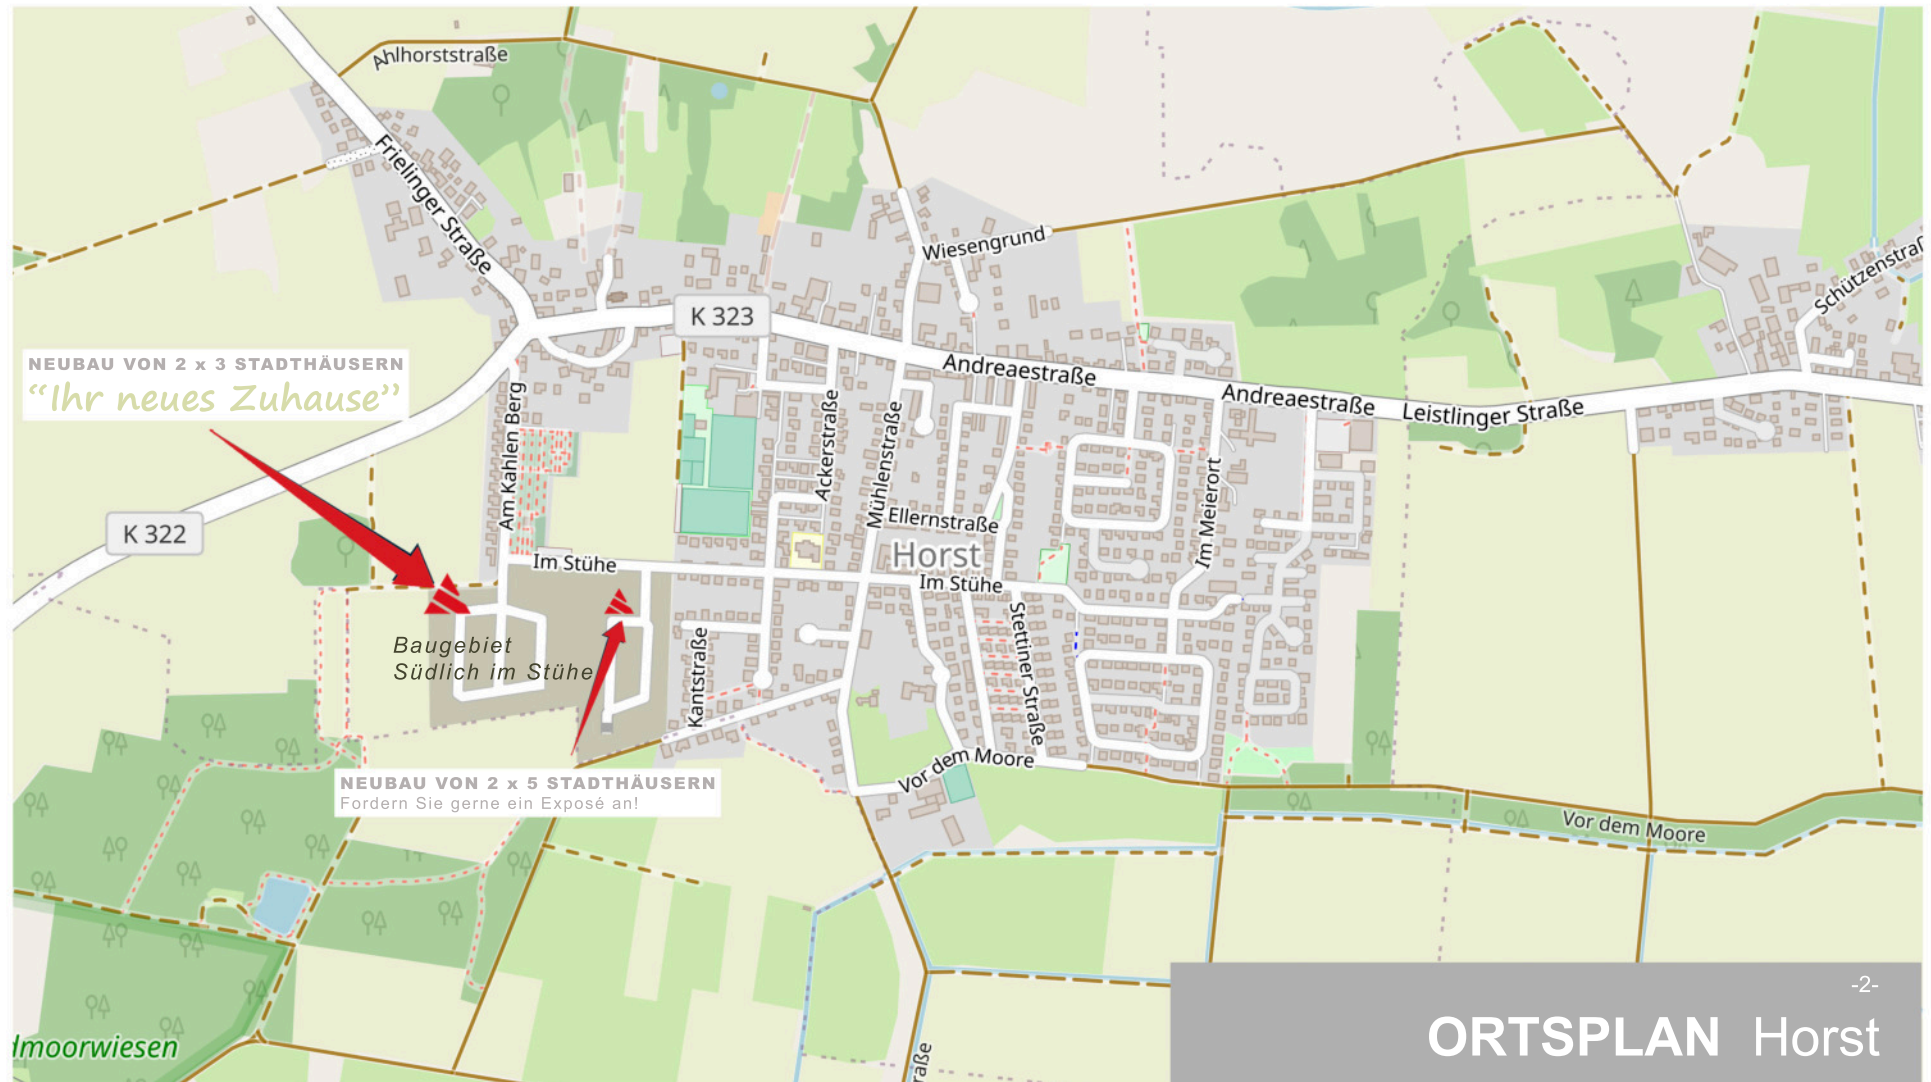 Ahlhorststraße
Frielinger Straße
Wiesengrund
Schützenstraß
K 323
NEUBAU VON 2 x 3 STADTHÄUSERN
“Ihr neues Zuhause”
Andreaestraße
Andreaestraße
Leistlinger Straße
Am Kahlen Berg
Ackerstraße
Mühlenstraße
Im Meierort
K 322
Ellernstraße
Horst
Im Stühe
Im Stühe
Baugebiet
Südlich im Stühe
Kantstraße
Stettiner Straße
Vor dem Moore
NEUBAU VON 2 x 5 STADTHÄUSERN
Fordern Sie gerne ein Exposé an!
Vor dem Moore
-2-
ORTSPLAN Horst
lmoorwiesen
raße